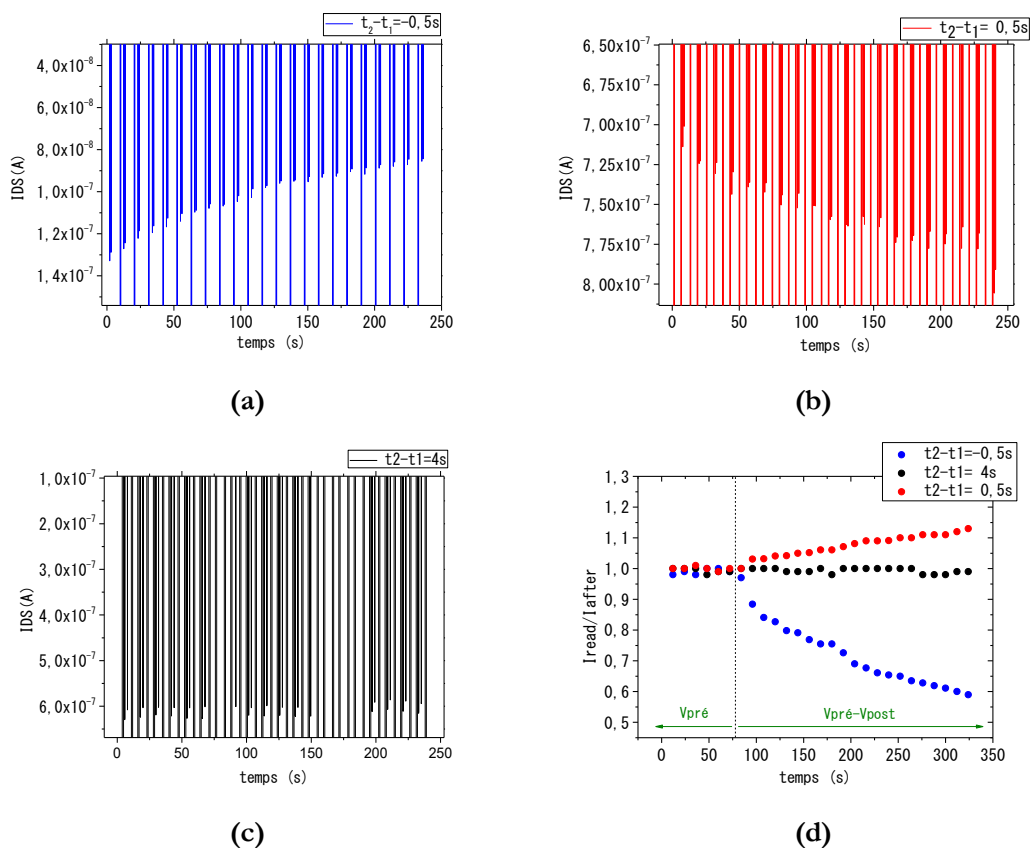 t₂-t₁=-0,5s
4,0x10⁻⁸
6,0x10⁻⁸
8,0x10⁻⁸
1,0x10⁻⁷
1,2x10⁻⁷
1,4x10⁻⁷
IDS(A)
0 50 100 150 200 250
temps (s)
(a)
t₂-t₁= 0,5s
6,50x10⁻⁷
6,75x10⁻⁷
7,00x10⁻⁷
7,25x10⁻⁷
7,50x10⁻⁷
7,75x10⁻⁷
8,00x10⁻⁷
IDS(A)
0 50 100 150 200 250
temps (s)
(b)
t2-t1=4s
1,0x10⁻⁷
2,0x10⁻⁷
3,0x10⁻⁷
4,0x10⁻⁷
5,0x10⁻⁷
6,0x10⁻⁷
IDS(A)
0 50 100 150 200 250
temps (s)
(c)
t2-t1=-0,5s
t2-t1= 4s
t2-t1= 0,5s
1,3
1,2
1,1
1,0
0,9
0,8
0,7
0,6
0,5
Iread/Iafter
Vpré
Vpré-Vpost
0 50 100 150 200 250 300 350
temps (s)
(d)